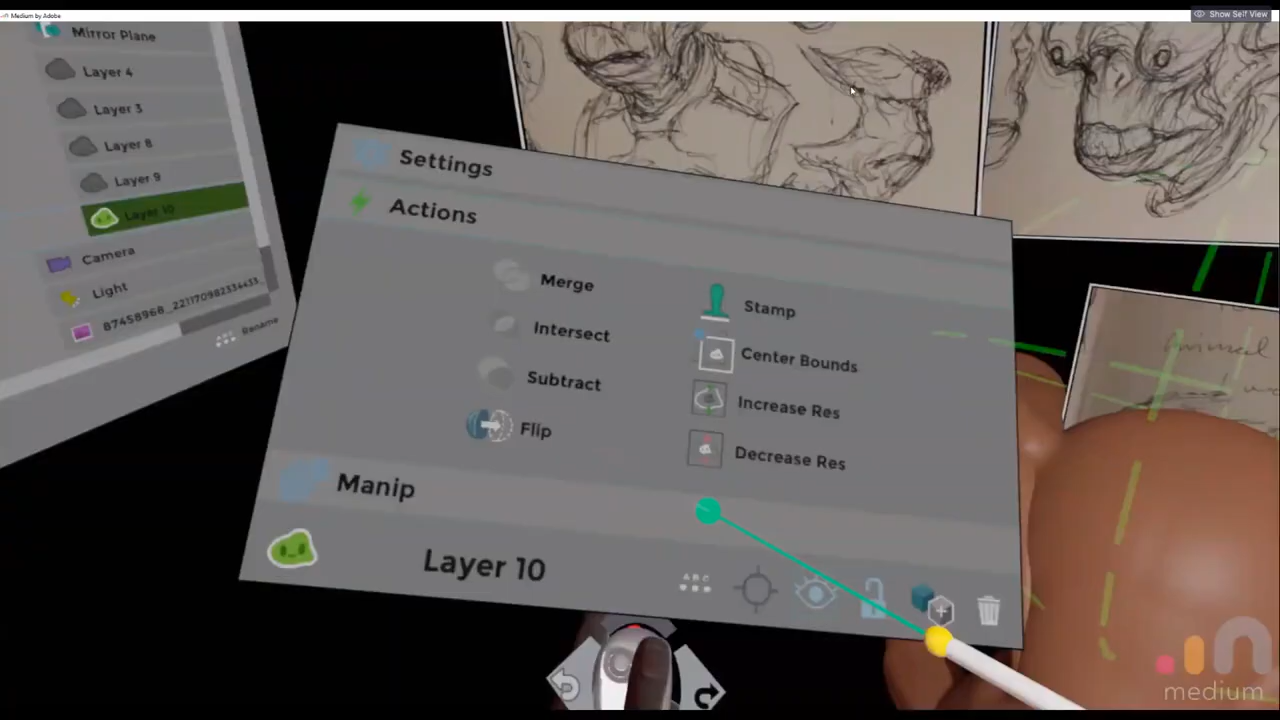 Medium by Adobe
Show Self View
Mirror Plane
Layer 4
Layer 3
Layer 8
Layer 9
Layer 10
Camera
Light
87458968_221170982334433...
Rename
Settings
Actions
Merge
Intersect
Subtract
Flip
Stamp
Center Bounds
Increase Res
Decrease Res
Manip
Layer 10
ABC
medium